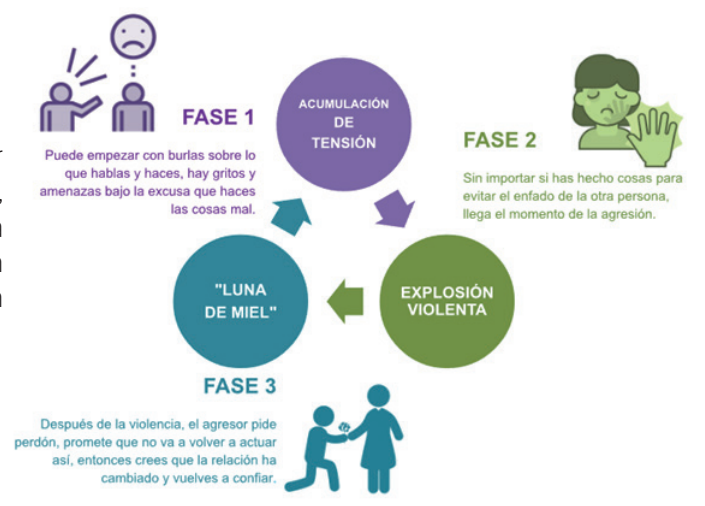 FASE 1
Puede empezar con burlas sobre lo
que hablas y haces, hay gritos y
amenazas bajo la excusa que haces
las cosas mal.
ACUMULACIÓN
DE
TENSIÓN
FASE 2
Sin importar si has hecho cosas para
evitar el enfado de la otra persona,
llega el momento de la agresión.
EXPLOSIÓN
VIOLENTA
"LUNA
DE MIEL"
FASE 3
Después de la violencia, el agresor pide
perdón, promete que no va a volver a actuar
así, entonces crees que la relación ha
cambiado y vuelves a confiar.